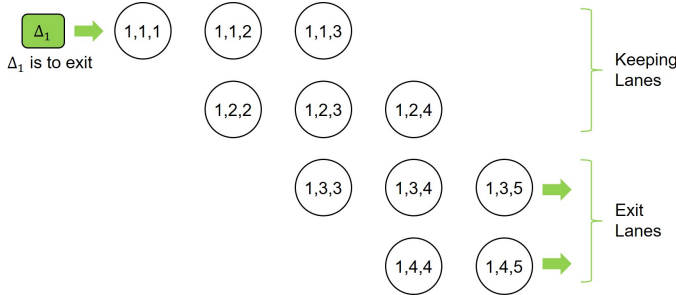 Δ₁
1,1,1
1,1,2
1,1,3
Δ₁ is to exit
Keeping
Lanes
1,2,2
1,2,3
1,2,4
1,3,3
1,3,4
1,3,5
Exit
Lanes
1,4,4
1,4,5